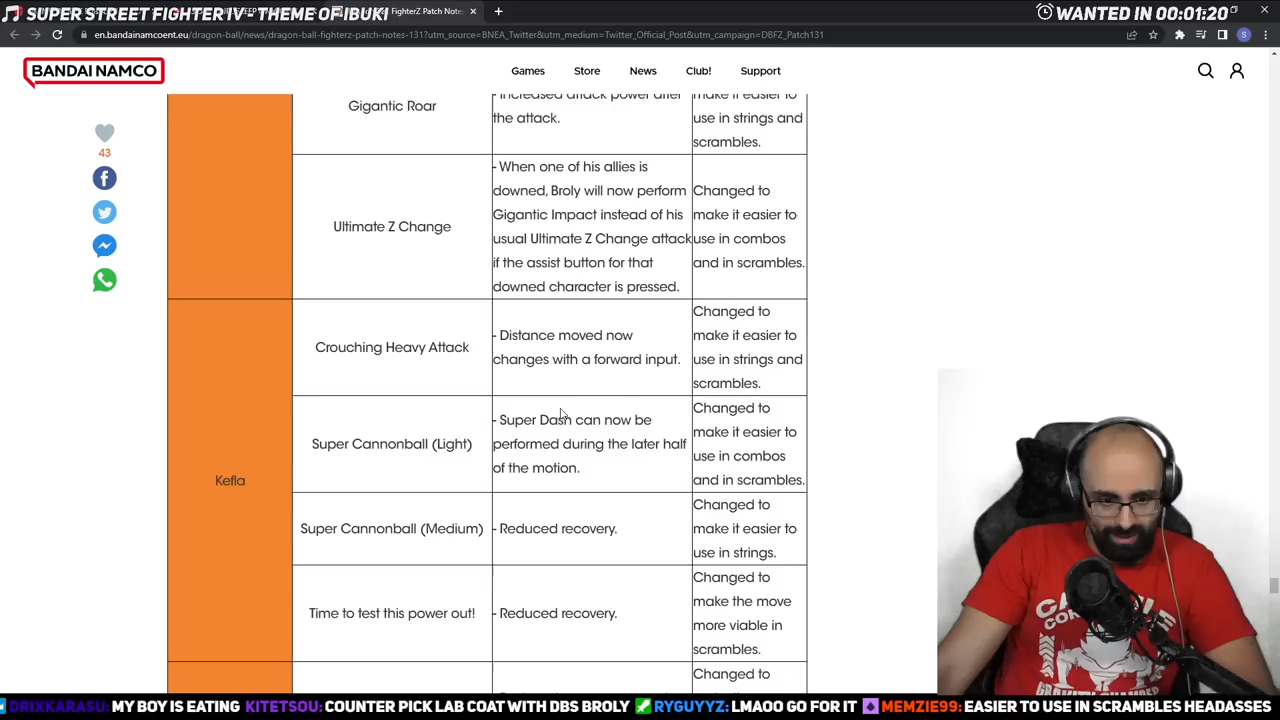 SUPER STREET FIGHTER IV - THEME OF IBUKI
FighterZ Patch Note
WANTED IN 00:01:20
en.bandainamcoent.eu/dragon-ball/news/dragon-ball-fighterz-patch-notes-131?utm_source=BNEA_Twitter&utm_medium=Twitter_Official_Post&utm_campaign=DBFZ_Patch131
S
BANDAI NAMCO
Games
Store
News
Club!
Support
43
Gigantic Roar
- Increased attack power after
the attack.
make it easier to
use in strings and
scrambles.
Ultimate Z Change
- When one of his allies is
downed, Broly will now perform
Gigantic Impact instead of his
usual Ultimate Z Change attack
if the assist button for that
downed character is pressed.
Changed to
make it easier to
use in combos
and in scrambles.
Kefla
Crouching Heavy Attack
- Distance moved now
changes with a forward input.
Changed to
make it easier to
use in strings and
scrambles.
Super Cannonball (Light)
- Super Dash can now be
performed during the later half
of the motion.
Changed to
make it easier to
use in combos
and in scrambles.
Super Cannonball (Medium)
- Reduced recovery.
Changed to
make it easier to
use in strings.
Time to test this power out!
- Reduced recovery.
Changed to
make the move
more viable in
scrambles.
Changed to
GRAVITY CHAMBER
DRIXKARASU: MY BOY IS EATING KITETSOU: COUNTER PICK LAB COAT WITH DBS BROLY RYGUYYZ: LMAOO GO FOR IT MEMZIE99: EASIER TO USE IN SCRAMBLES HEADASSES